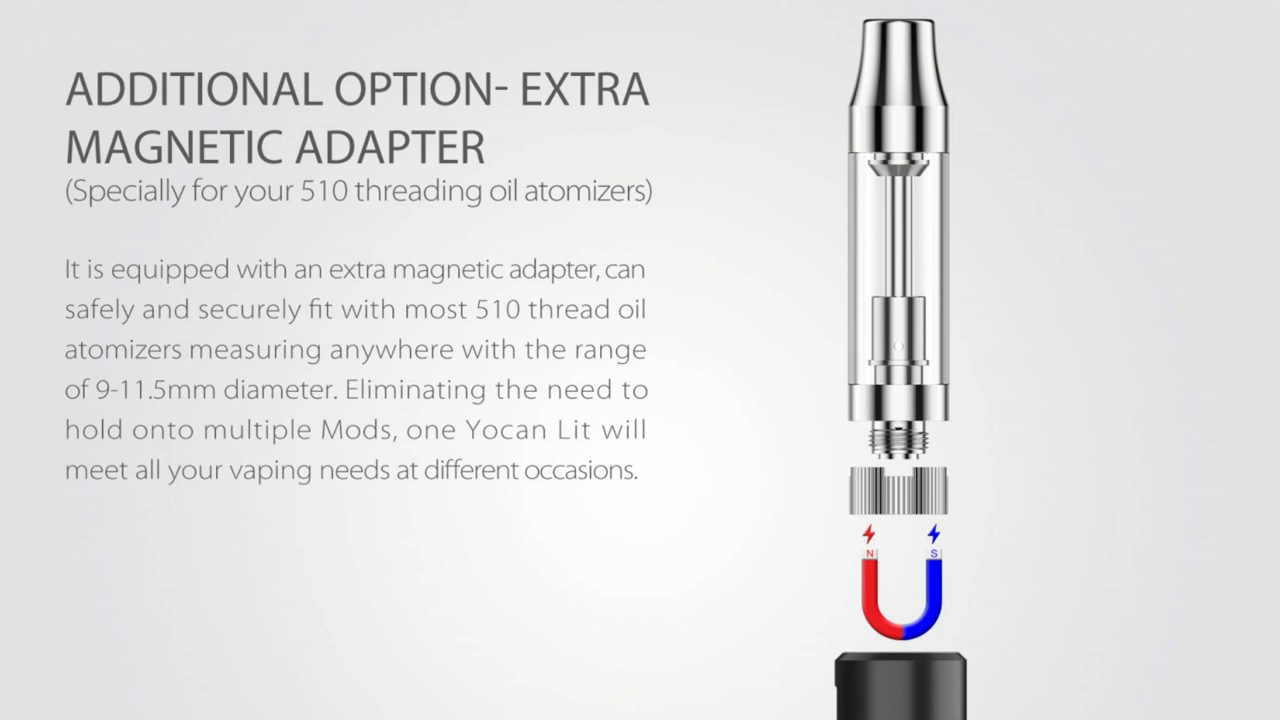 ADDITIONAL OPTION- EXTRA
MAGNETIC ADAPTER
(Specially for your 510 threading oil atomizers)
It is equipped with an extra magnetic adapter, can
safely and securely fit with most 510 thread oil
atomizers measuring anywhere with the range
of 9-11.5mm diameter. Eliminating the need to
hold onto multiple Mods, one Yocan Lit will
meet all your vaping needs at different occasions.
N S